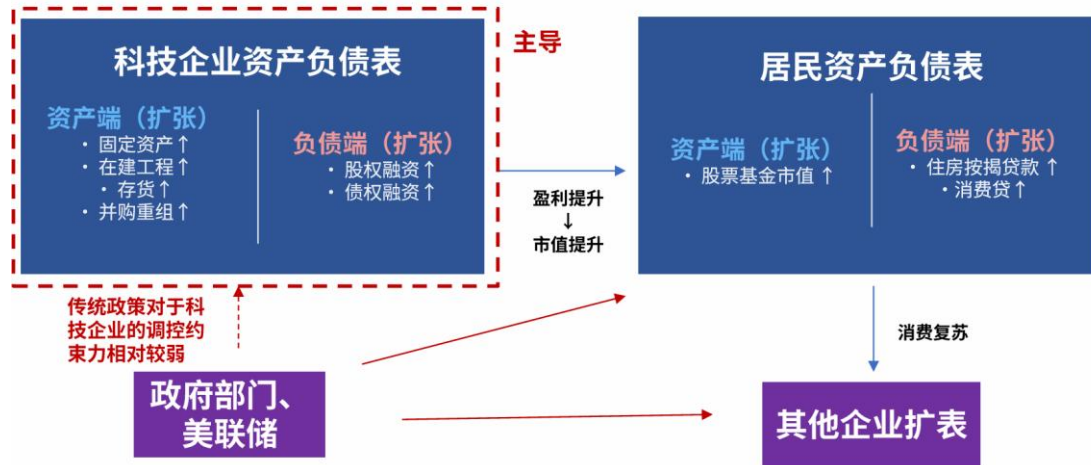 科技企业资产负债表
资产端（扩张）
• 固定资产↑
• 在建工程↑
• 存货↑
• 并购重组↑
负债端（扩张）
• 股权融资↑
• 债权融资↑
主导
盈利提升
↓
市值提升
居民资产负债表
资产端（扩张）
• 股票基金市值↑
负债端（扩张）
• 住房按揭贷款↑
• 消费贷↑
传统政策对于科
技企业的调控约
束力相对较弱
政府部门、
美联储
消费复苏
其他企业扩表